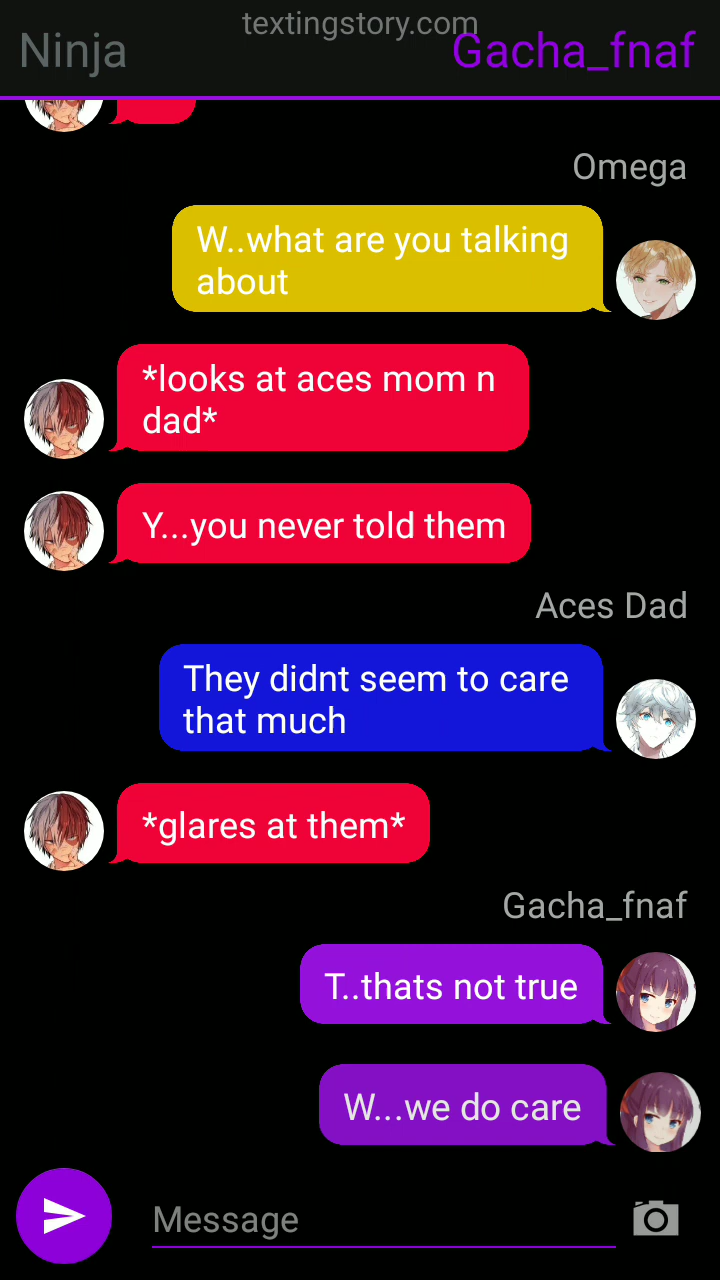 textingstory.com
Ninja
Gacha_fnaf
Omega
W..what are you talking
about
*looks at aces mom n
dad*
Y...you never told them
Aces Dad
They didnt seem to care
that much
*glares at them*
Gacha_fnaf
T..thats not true
W...we do care
Message